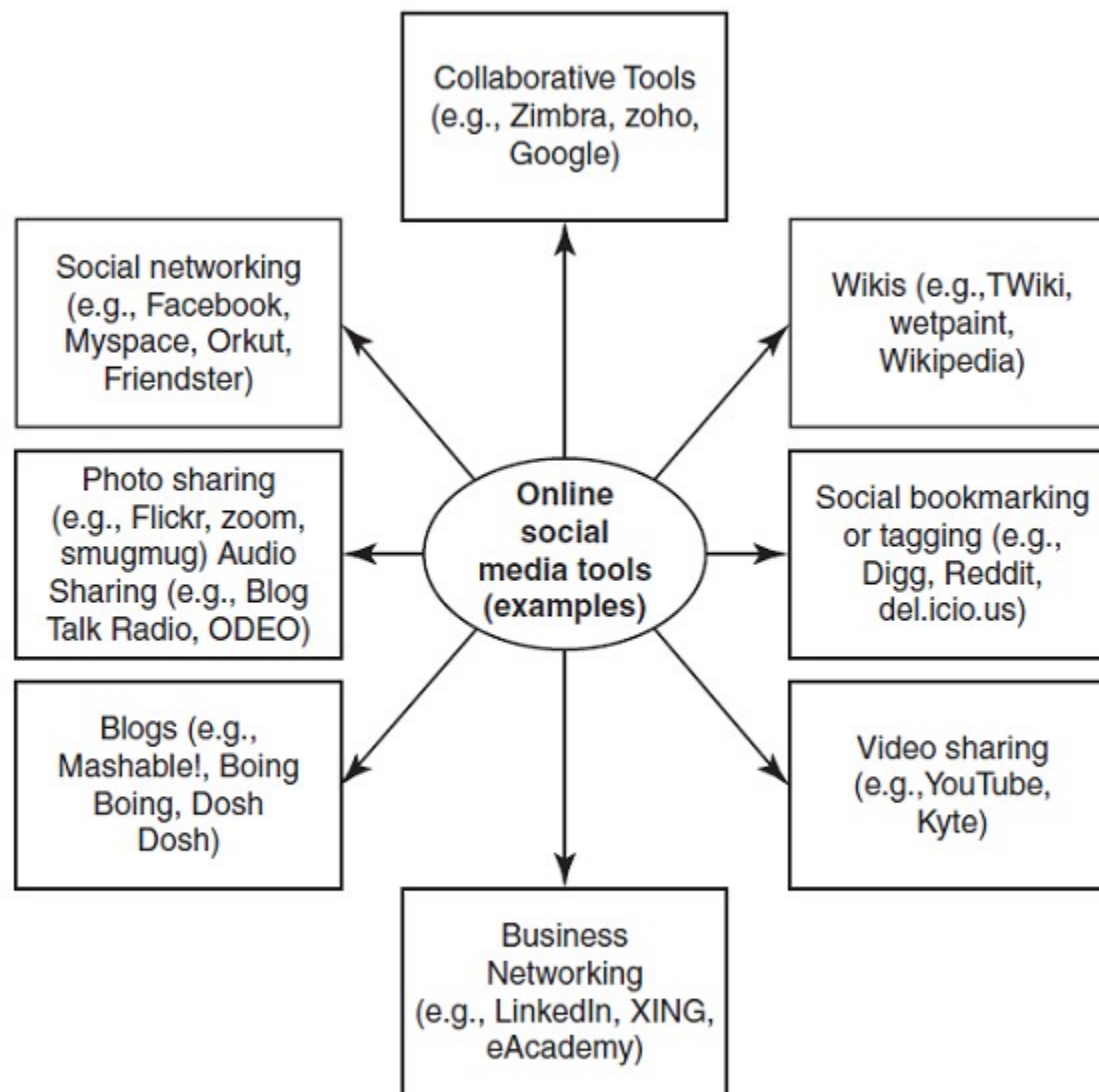 Collaborative Tools
(e.g., Zimbra, zoho,
Google)
Social networking
(e.g., Facebook,
Myspace, Orkut,
Friendster)
Wikis (e.g.,TWiki,
wetpaint,
Wikipedia)
Photo sharing
(e.g., Flickr, zoom,
smugmug) Audio
Sharing (e.g., Blog
Talk Radio, ODEO)
Online
social
media tools
(examples)
Social bookmarking
or tagging (e.g.,
Digg, Reddit,
del.icio.us)
Blogs (e.g.,
Mashable!, Boing
Boing, Dosh
Dosh)
Video sharing
(e.g.,YouTube,
Kyte)
Business
Networking
(e.g., LinkedIn, XING,
eAcademy)